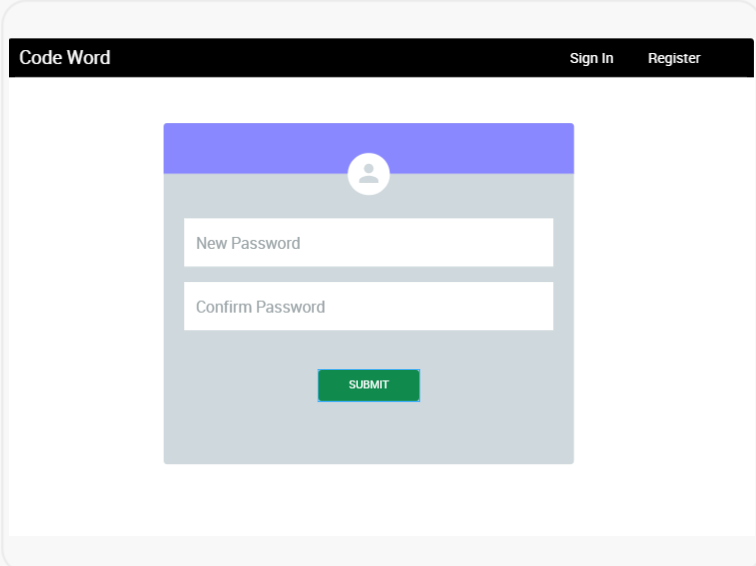 Code Word
Sign In
Register
New Password
Confirm Password
SUBMIT